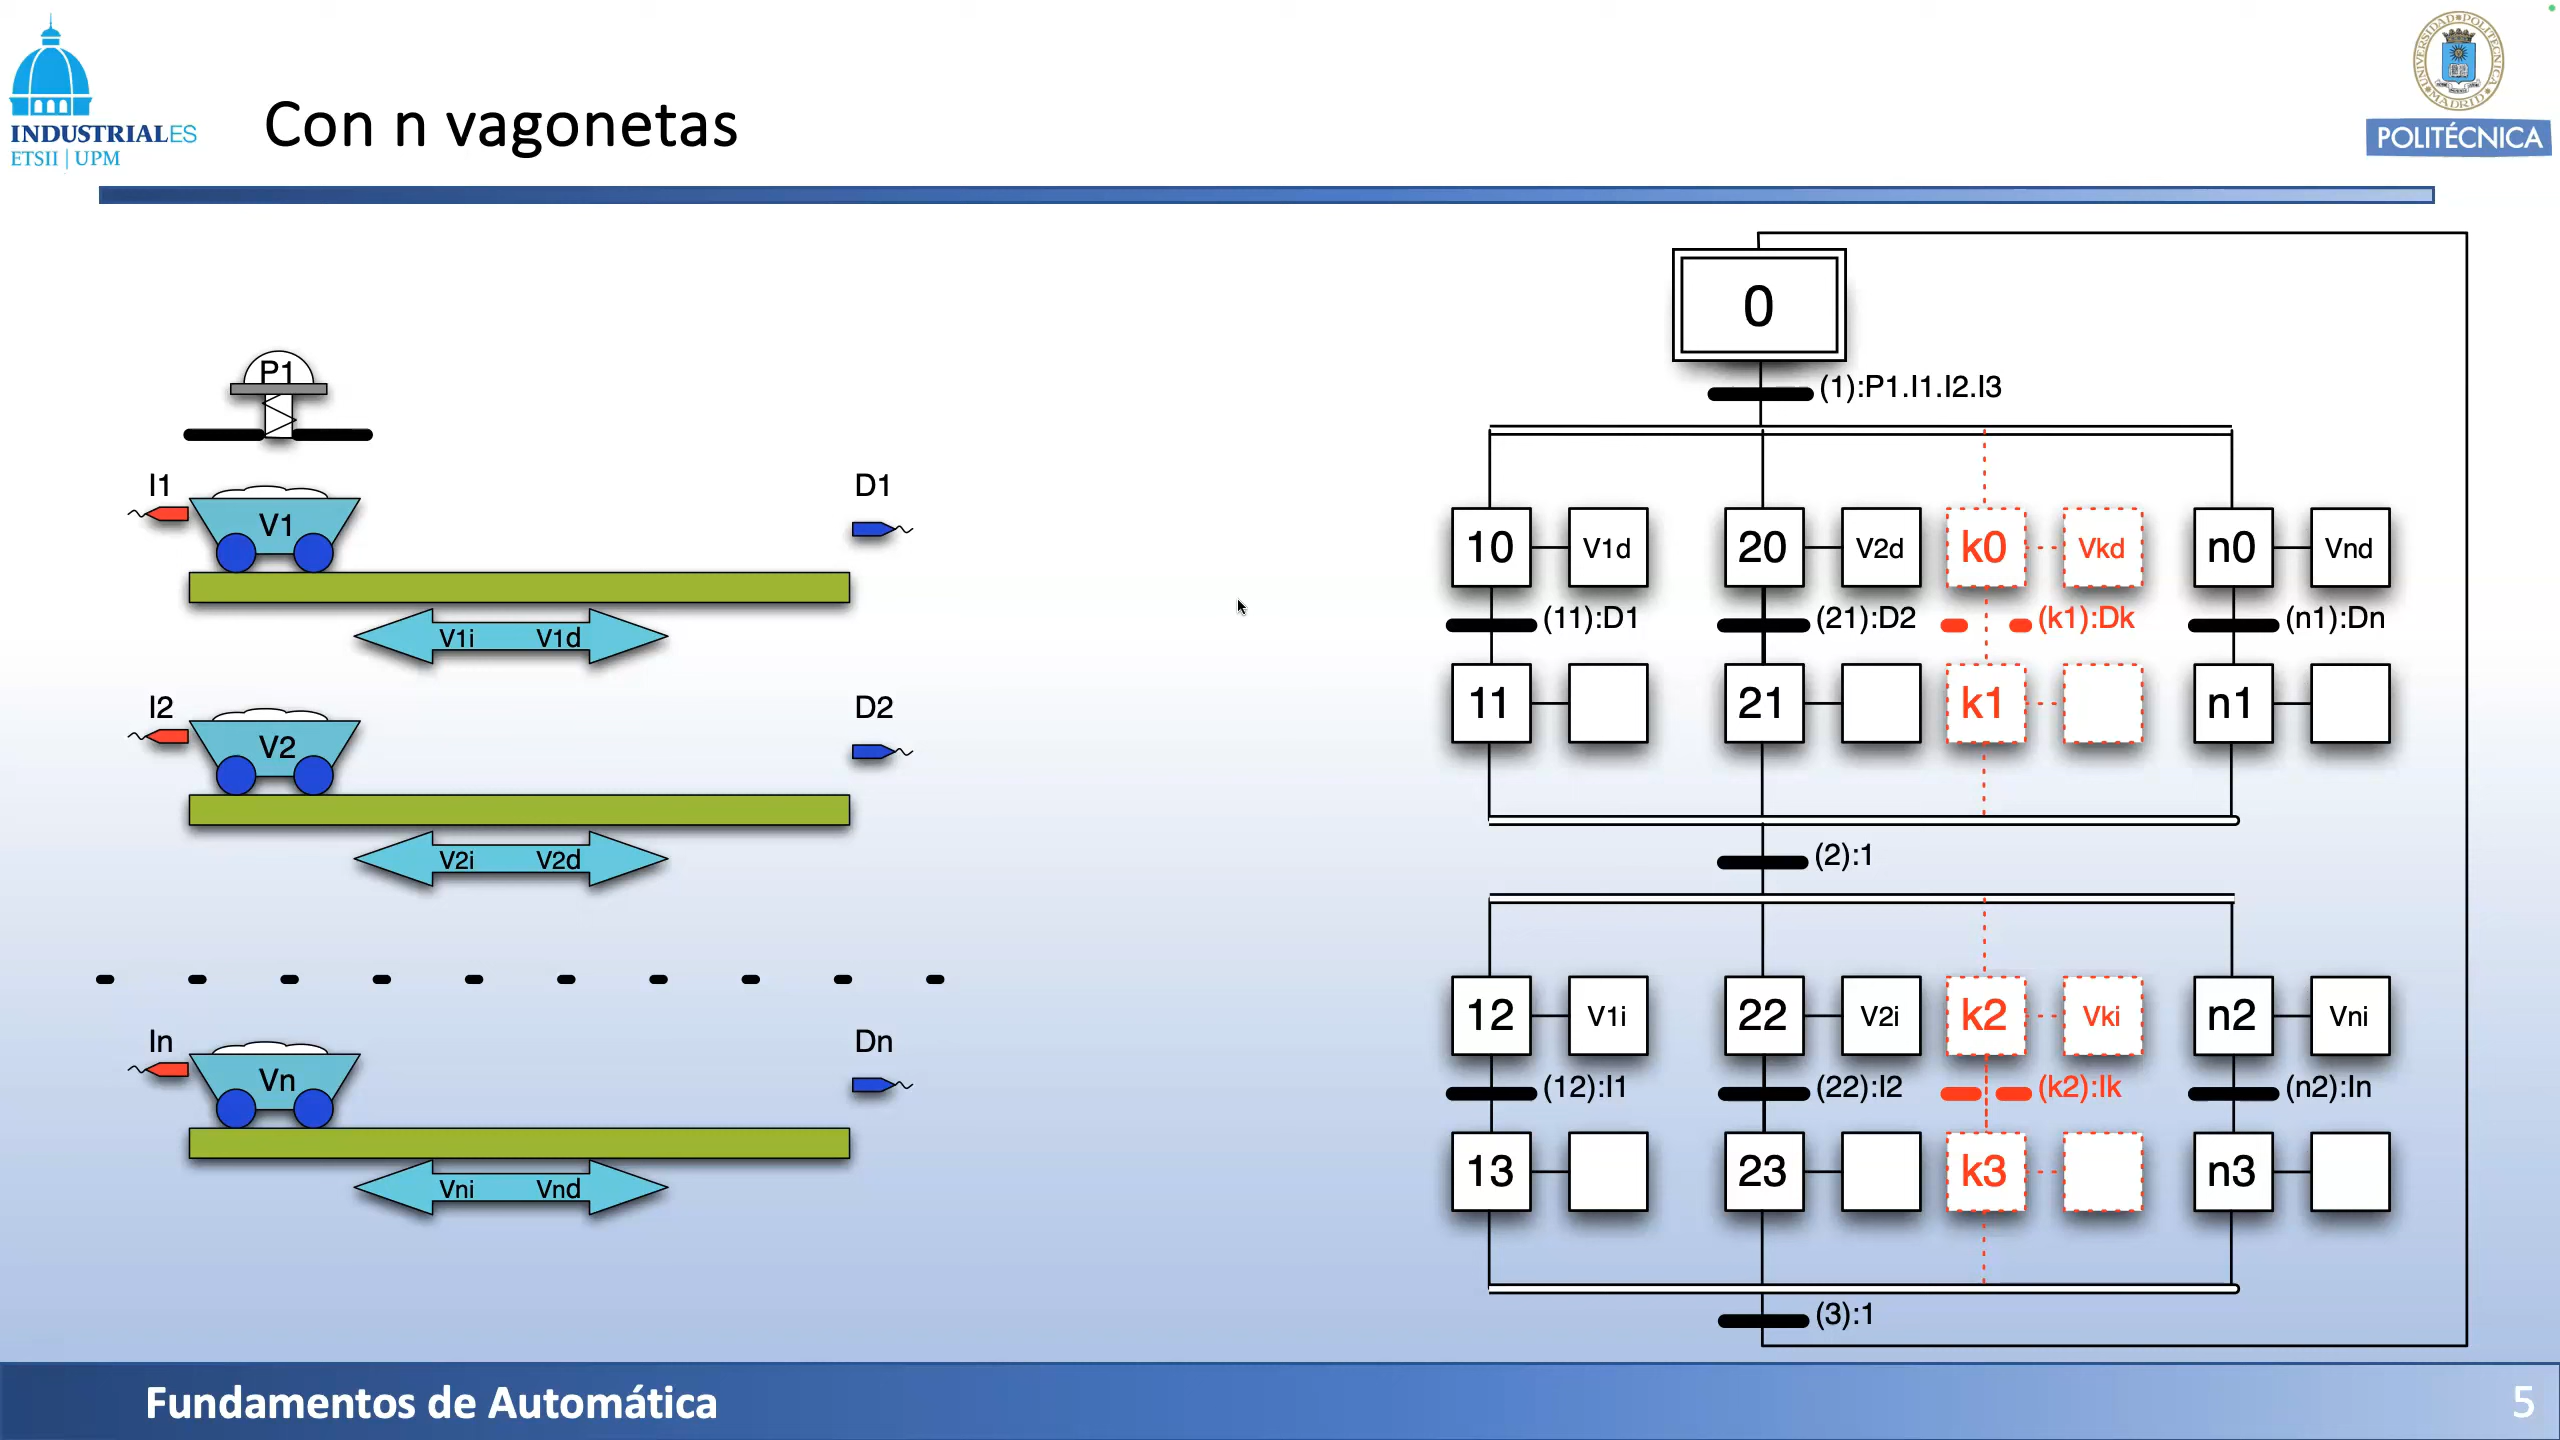 INDUSTRIALES
ETSII | UPM
UNIVERSIDAD POLITÉCNICA
MADRID
POLITÉCNICA
Con n vagonetas
P1
I1
D1
V1
V1i V1d
I2
D2
V2
V2i V2d
In
Dn
Vn
Vni Vnd
0
(1):P1.I1.I2.I3
10 V1d 20 V2d k0 Vkd n0 Vnd
(11):D1 (21):D2 (k1):Dk (n1):Dn
11 21 k1 n1
(2):1
12 V1i 22 V2i k2 Vki n2 Vni
(12):I1 (22):I2 (k2):Ik (n2):In
13 23 k3 n3
(3):1
Fundamentos de Automática
5